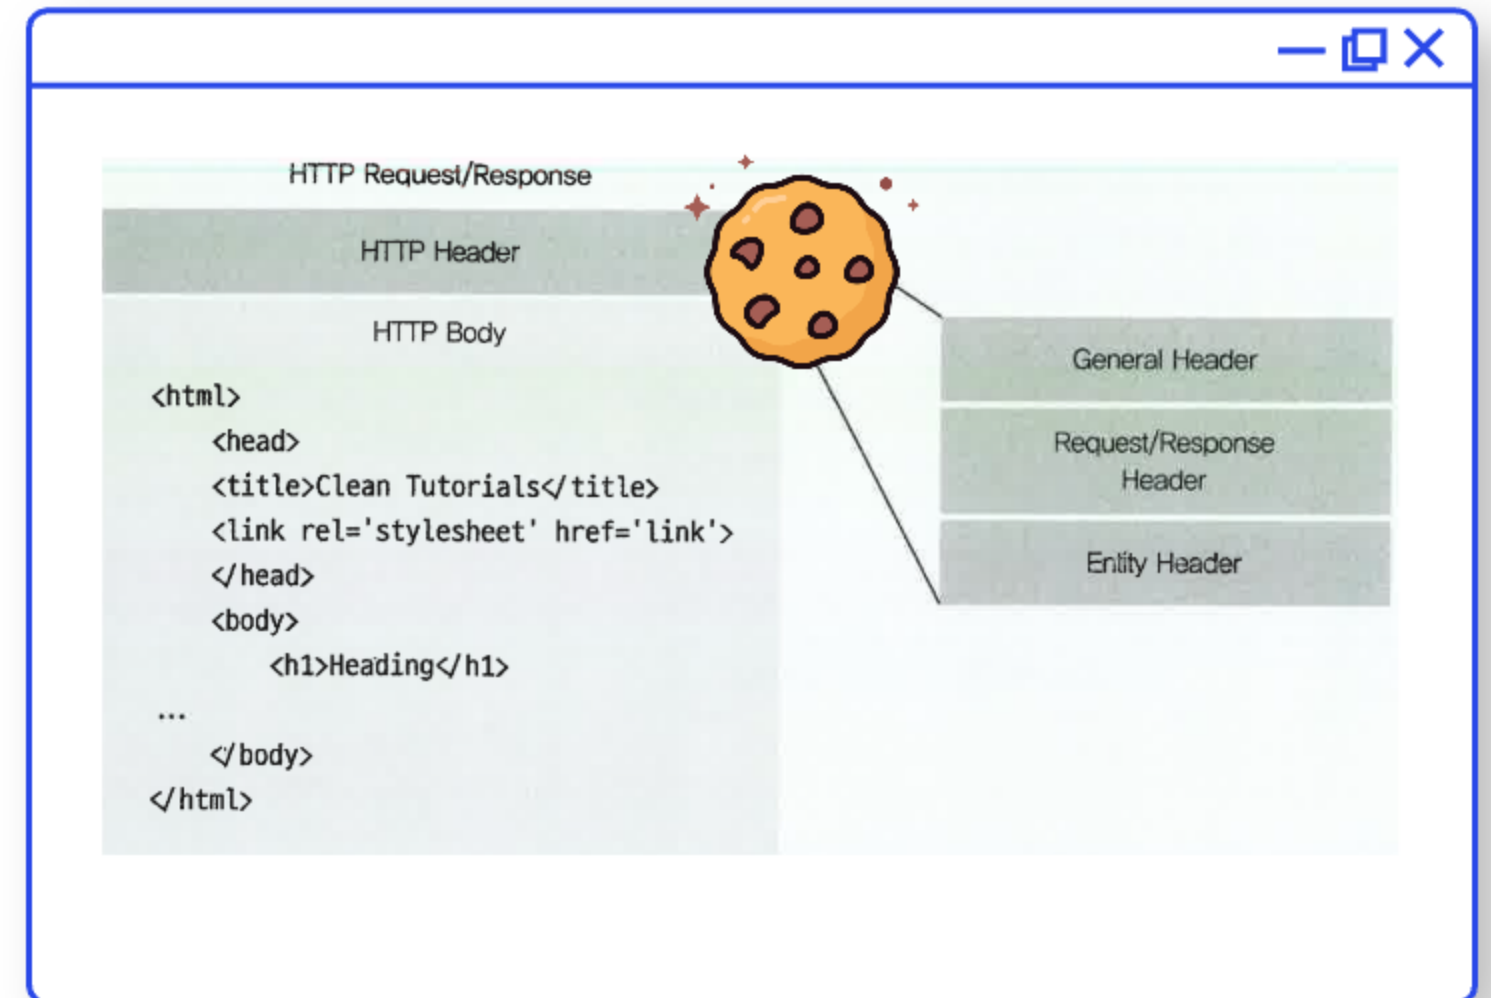 HTTP Request/Response
HTTP Header
HTTP Body
<html>
<head>
<title>Clean Tutorials</title>
<link rel='stylesheet' href='link'>
</head>
<body>
<h1>Heading</h1>
...
</body>
</html>
General Header
Request/Response
Header
Entity Header